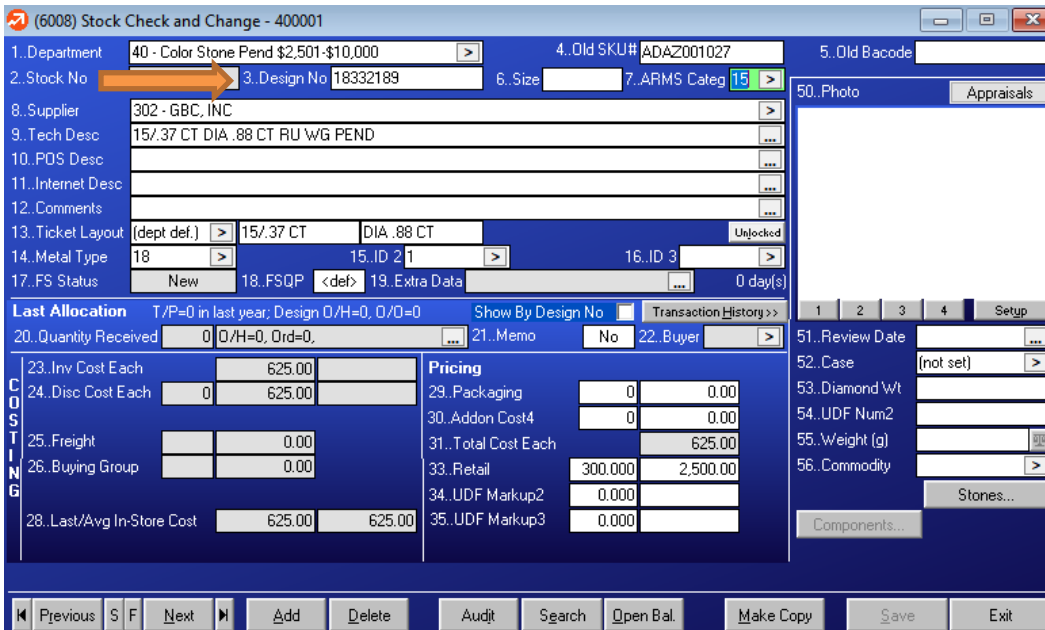 (6008) Stock Check and Change - 400001
1..Department 40 - Color Stone Pend $2,501-$10,000 > 4..Old SKU# ADAZ001027 5..Old Bacode
2..Stock No 3..Design No 18332189 6..Size 7..ARMS Categ 15 >
50..Photo Appraisals
8..Supplier 302 - GBC, INC >
9..Tech Desc 15/.37 CT DIA .88 CT RU WG PEND ...
10..POS Desc ...
11..Internet Desc ...
12..Comments ...
13..Ticket Layout (dept def.) > 15/.37 CT DIA .88 CT Unlocked
14..Metal Type 18 > 15..ID 2 1 > 16..ID 3 >
17..FS Status New 18..FSQP <def> 19..Extra Data ... 0 day(s)
Last Allocation T/P=0 in last year; Design O/H=0, O/O=0 Show By Design No Transaction History>> 1 2 3 4 Setup
20..Quantity Received 0 O/H=0, Ord=0, ... 21..Memo No 22..Buyer > 51..Review Date ...
COSTING
23..Inv Cost Each 625.00 Pricing 52..Case (not set) >
24..Disc Cost Each 0 625.00 29..Packaging 0 0.00 53..Diamond Wt
30..Addon Cost4 0 0.00 54..UDF Num2
25..Freight 0.00 31..Total Cost Each 625.00 55..Weight (g)
26..Buying Group 0.00 33..Retail 300.000 2,500.00 56..Commodity >
34..UDF Markup2 0.000 Stones...
28..Last/Avg In-Store Cost 625.00 625.00 35..UDF Markup3 0.000 Components...
Previous S F Next Add Delete Audit Search Open Bal. Make Copy Save Exit